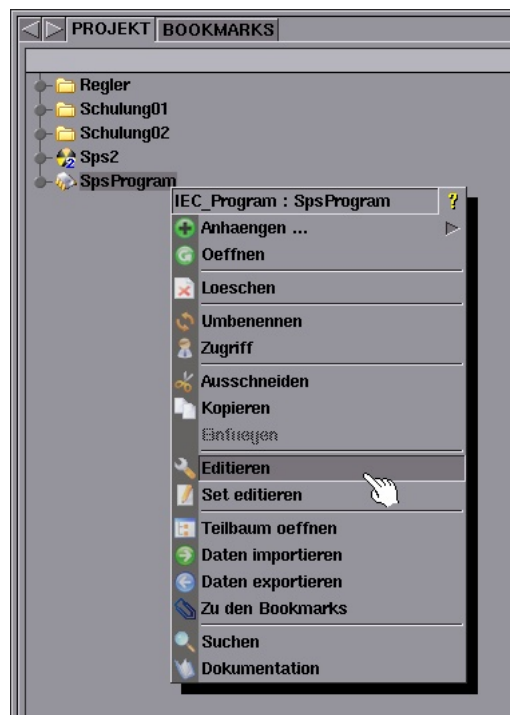 PROJEKT BOOKMARKS
Regler
Schulung01
Schulung02
Sps2
SpsProgram
IEC_Program : SpsProgram ?
Anhaengen ...
Oeffnen
Loeschen
Umbenennen
Zugriff
Ausschneiden
Kopieren
Einfuegen
Editieren
Set editieren
Teilbaum oeffnen
Daten importieren
Daten exportieren
Zu den Bookmarks
Suchen
Dokumentation